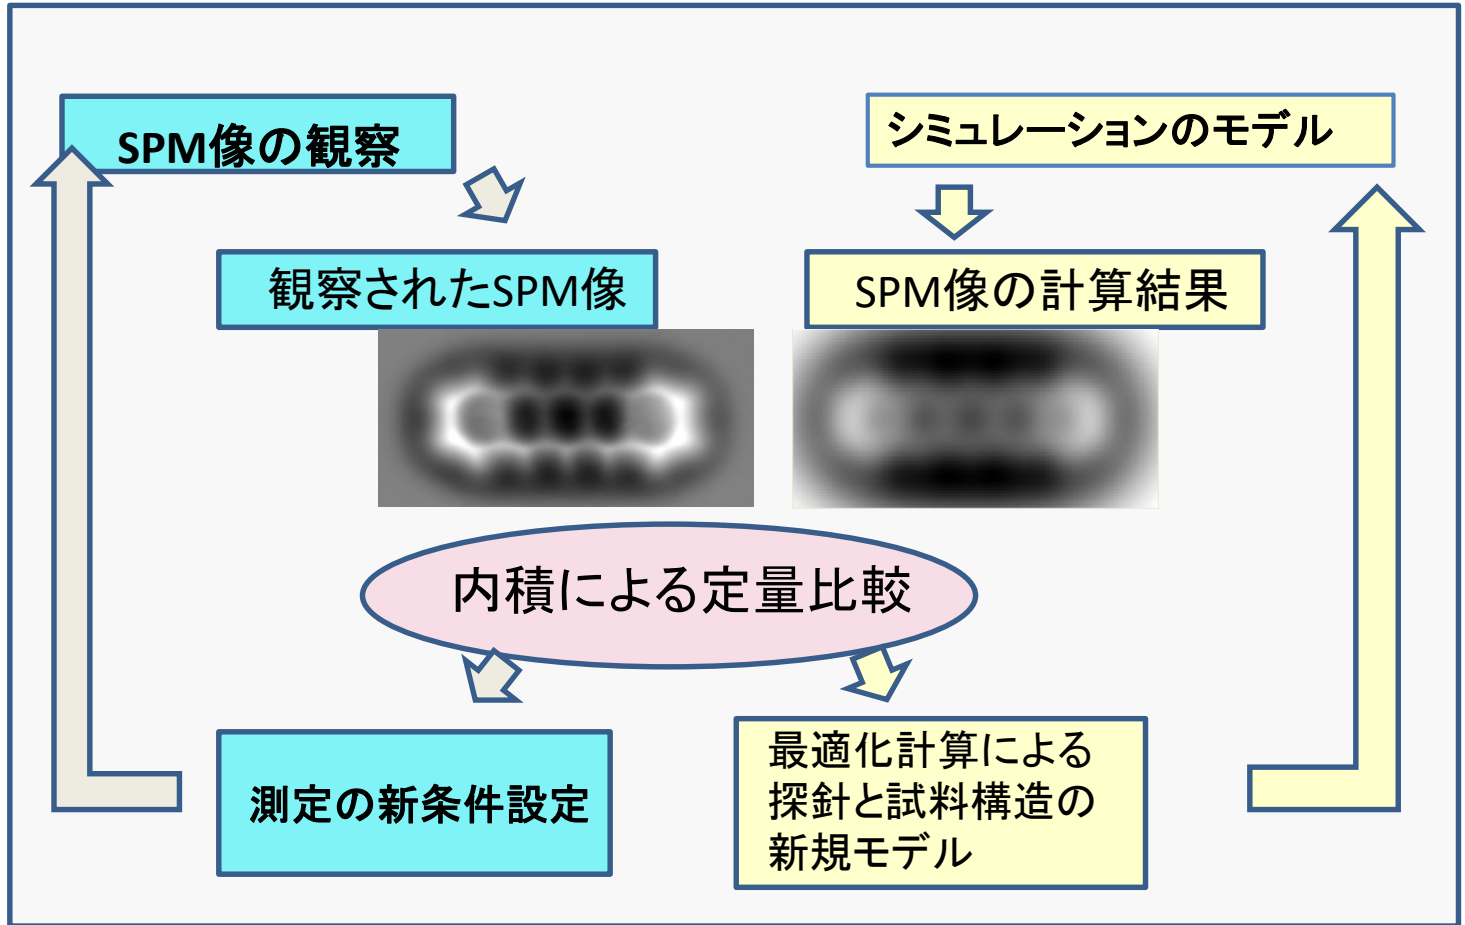 SPM像の観察
シミュレーションのモデル
観察されたSPM像
SPM像の計算結果
内積による定量比較
測定の新条件設定
最適化計算による
探針と試料構造の
新規モデル